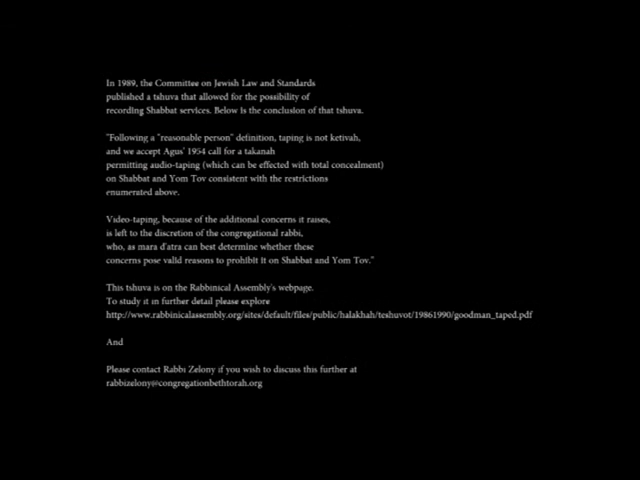 In 1989, the Committee on Jewish Law and Standards
published a tshuva that allowed for the possibility of
recording Shabbat services. Below is the conclusion of that tshuva.
"Following a "reasonable person" definition, taping is not ketivah,
and we accept Agus' 1954 call for a takanah
permitting audio-taping (which can be effected with total concealment)
on Shabbat and Yom Tov consistent with the restrictions
enumerated above.
Video-taping, because of the additional concerns it raises,
is left to the discretion of the congregational rabbi,
who, as mara d'atra can best determine whether these
concerns pose valid reasons to prohibit it on Shabbat and Yom Tov."
This tshuva is on the Rabbinical Assembly's webpage.
To study it in further detail please explore
http://www.rabbinicalassembly.org/sites/default/files/public/halakhah/teshuvot/19861990/goodman_taped.pdf
And
Please contact Rabbi Zelony if you wish to discuss this further at
rabbizelony@congregationbethtorah.org